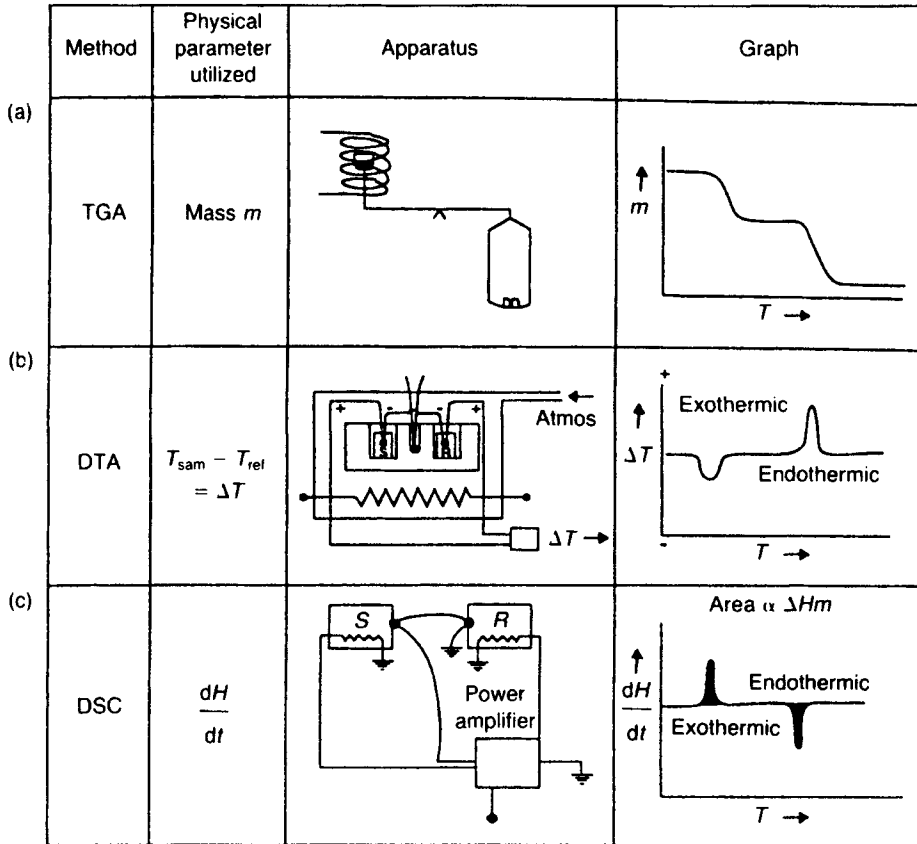 Method
Physical
parameter
utilized
Apparatus
Graph
(a)
TGA
Mass m
↑
m
T →
(b)
DTA
T_sam − T_ref
= ΔT
+ - - +
S R
Atmos
ΔT →
+
Exothermic
↑
ΔT
Endothermic
-
T →
(c)
DSC
dH
dt
S
R
Power
amplifier
Area α ΔHm
↑
dH
dt
Endothermic
Exothermic
T →